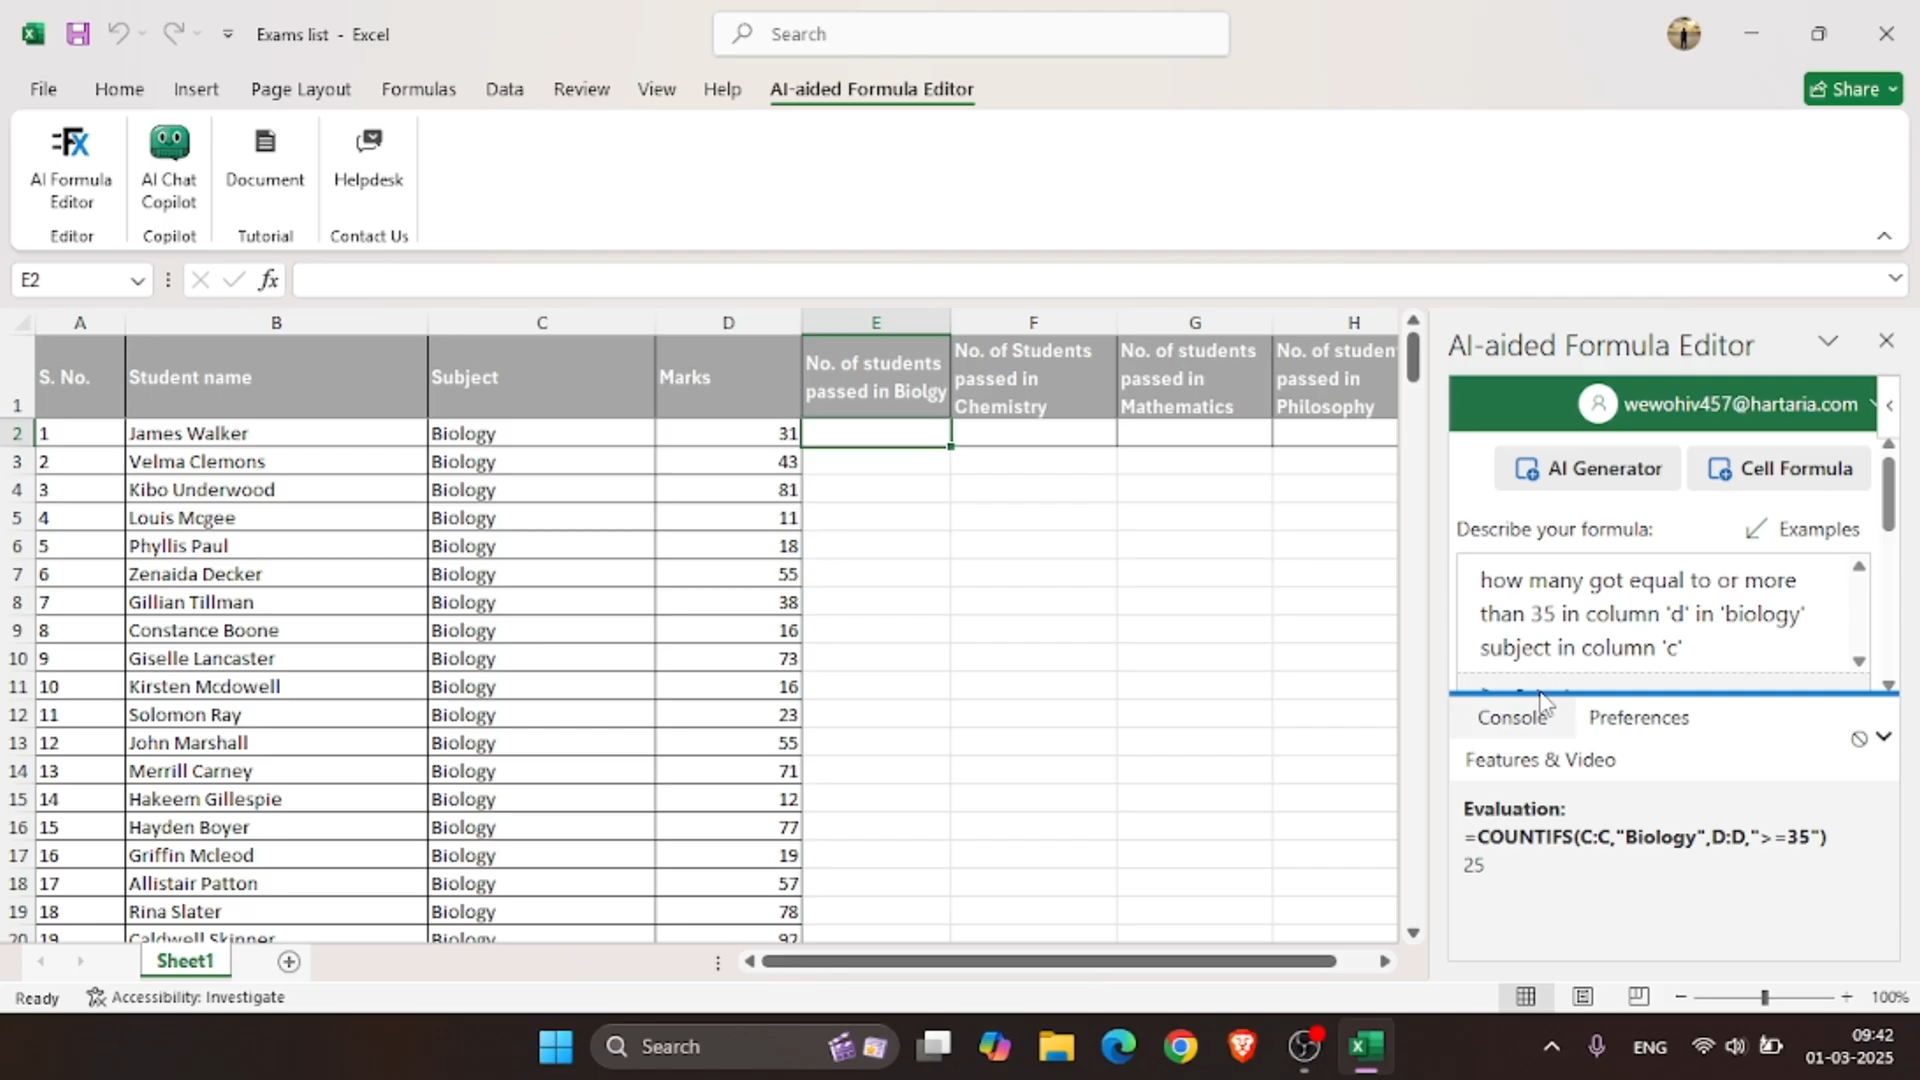 Exams list - Excel
Search
File Home Insert Page Layout Formulas Data Review View Help AI-aided Formula Editor
Share
AI Formula Editor
AI Chat Copilot
Document
Helpdesk
Editor Copilot Tutorial Contact Us
E2
fx
A B C D E F G H
1 S. No. Student name Subject Marks
No. of students
passed in Biolgy
No. of Students
passed in
Chemistry
No. of students
passed in
Mathematics
No. of studen
passed in
Philosophy
2 1 James Walker Biology 31
3 2 Velma Clemons Biology 43
4 3 Kibo Underwood Biology 81
5 4 Louis Mcgee Biology 11
6 5 Phyllis Paul Biology 18
7 6 Zenaida Decker Biology 55
8 7 Gillian Tillman Biology 38
9 8 Constance Boone Biology 16
10 9 Giselle Lancaster Biology 73
11 10 Kirsten Mcdowell Biology 16
12 11 Solomon Ray Biology 23
13 12 John Marshall Biology 55
14 13 Merrill Carney Biology 71
15 14 Hakeem Gillespie Biology 12
16 15 Hayden Boyer Biology 77
17 16 Griffin Mcleod Biology 19
18 17 Allistair Patton Biology 57
19 18 Rina Slater Biology 78
20 19 Caldwell Skinner Biology 92
Sheet1
Ready Accessibility: Investigate
100%
AI-aided Formula Editor
wewohiv457@hartaria.com
AI Generator Cell Formula
Describe your formula: Examples
how many got equal to or more
than 35 in column 'd' in 'biology'
subject in column 'c'
Console Preferences
Features & Video
Evaluation:
=COUNTIFS(C:C,"Biology",D:D,">=35")
25
Search
ENG
09:42
01-03-2025